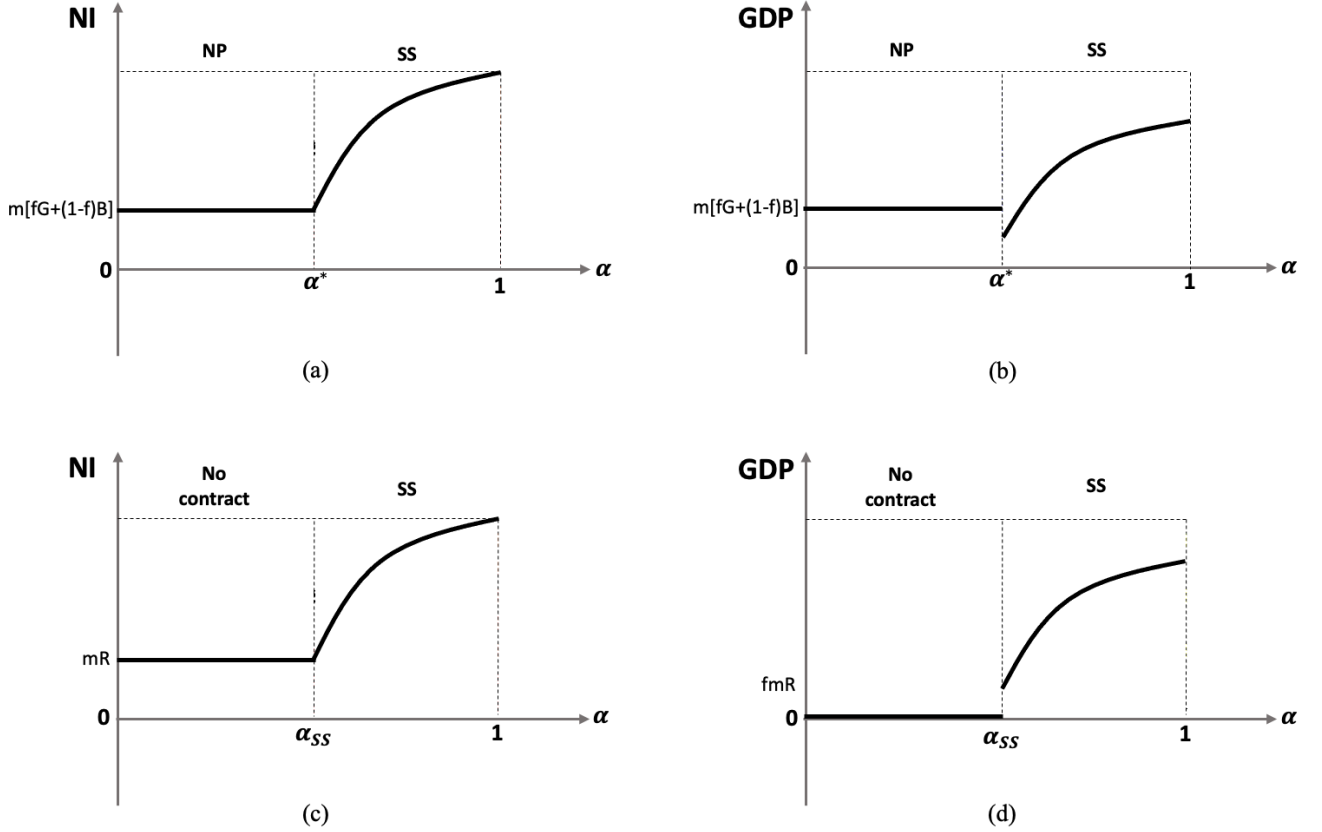 NI
NP
SS
m[fG+(1-f)B]
0
α*
1
α
(a)
GDP
NP
SS
m[fG+(1-f)B]
0
α*
1
α
(b)
NI
No
contract
SS
mR
0
αSS
1
α
(c)
GDP
No
contract
SS
fmR
0
αSS
1
α
(d)